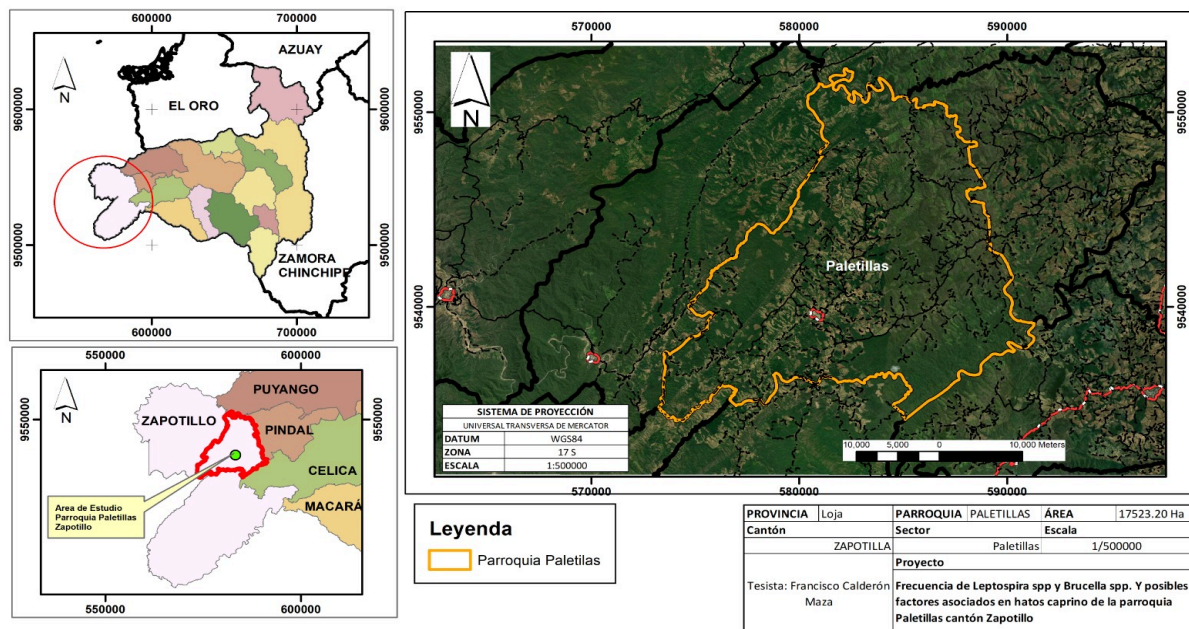 600000 700000
AZUAY
N
EL ORO
9600000 9600000
9500000 9500000
ZAMORA
CHINCHIPE
600000 700000
550000 600000
N
PUYANGO
ZAPOTILLO
9550000 9550000
PINDAL
CELICA
MACARÁ
Area de Estudio
Parroquia Paletillas
Zapotillo
550000 600000
570000 580000 590000
N
9550000 9550000
Paletillas
9540000 9540000
SISTEMA DE PROYECCIÓN
UNIVERSAL TRANSVERSA DE MERCATOR
DATUM WGS84
ZONA 17 S
ESCALA 1:500000
10,000 5,000 0 10,000 Meters
570000 580000 590000
Leyenda
Parroquia Paletilas
PROVINCIA Loja PARROQUIA PALETILLAS ÁREA 17523.20 Ha
Cantón Sector Escala
ZAPOTILLA Paletillas 1/500000
Proyecto
Tesista: Francisco Calderón Maza
Frecuencia de Leptospira spp y Brucella spp. Y posibles
factores asociados en hatos caprino de la parroquia
Paletillas cantón Zapotillo